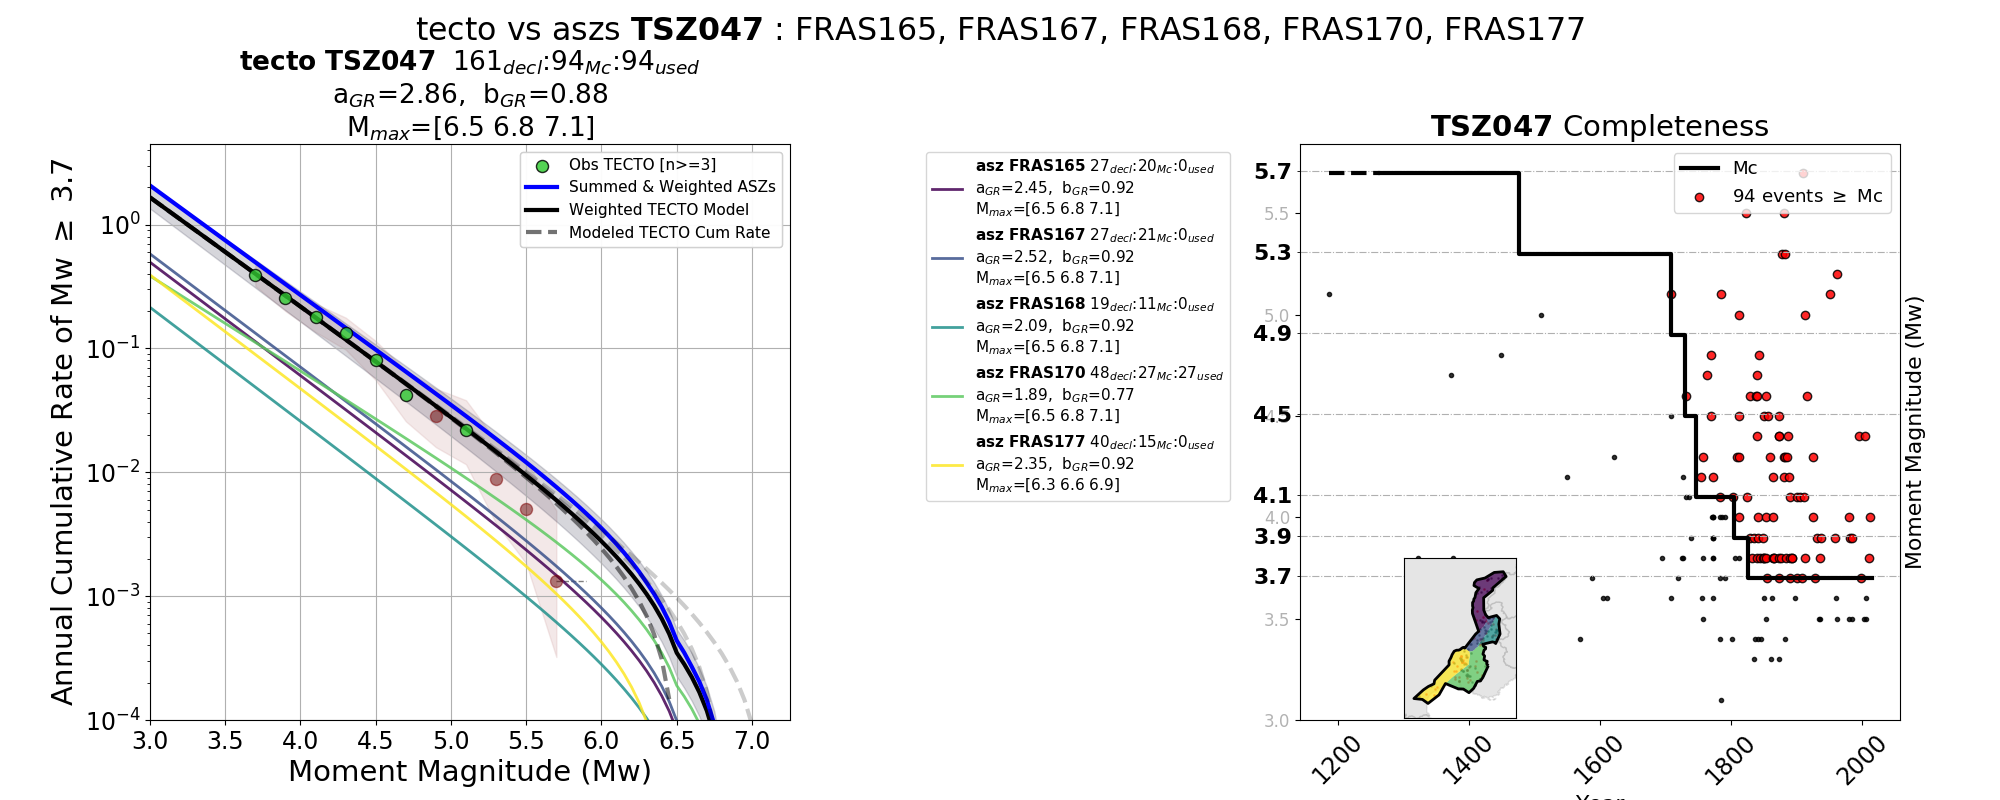 tecto vs aszs TSZ047 : FRAS165, FRAS167, FRAS168, FRAS170, FRAS177
tecto TSZ047 161decl:94Mc:94used
aGR=2.86, bGR=0.88
Mmax=[6.5 6.8 7.1]
Annual Cumulative Rate of Mw ≥ 3.7
10^0
10^-1
10^-2
10^-3
10^-4
3.0 3.5 4.0 4.5 5.0 5.5 6.0 6.5 7.0
Moment Magnitude (Mw)
Obs TECTO [n>=3]
Summed & Weighted ASZs
Weighted TECTO Model
Modeled TECTO Cum Rate
asz FRAS165 27decl:20Mc:0used
aGR=2.45, bGR=0.92
Mmax=[6.5 6.8 7.1]
asz FRAS167 27decl:21Mc:0used
aGR=2.52, bGR=0.92
Mmax=[6.5 6.8 7.1]
asz FRAS168 19decl:11Mc:0used
aGR=2.09, bGR=0.92
Mmax=[6.5 6.8 7.1]
asz FRAS170 48decl:27Mc:27used
aGR=1.89, bGR=0.77
Mmax=[6.5 6.8 7.1]
asz FRAS177 40decl:15Mc:0used
aGR=2.35, bGR=0.92
Mmax=[6.3 6.6 6.9]
TSZ047 Completeness
Mc
94 events ≥ Mc
5.7
5.5
5.3
5.0
4.9
4.5
4.1
4.0
3.9
3.7
3.5
3.0
1200 1400 1600 1800 2000
Moment Magnitude (Mw)